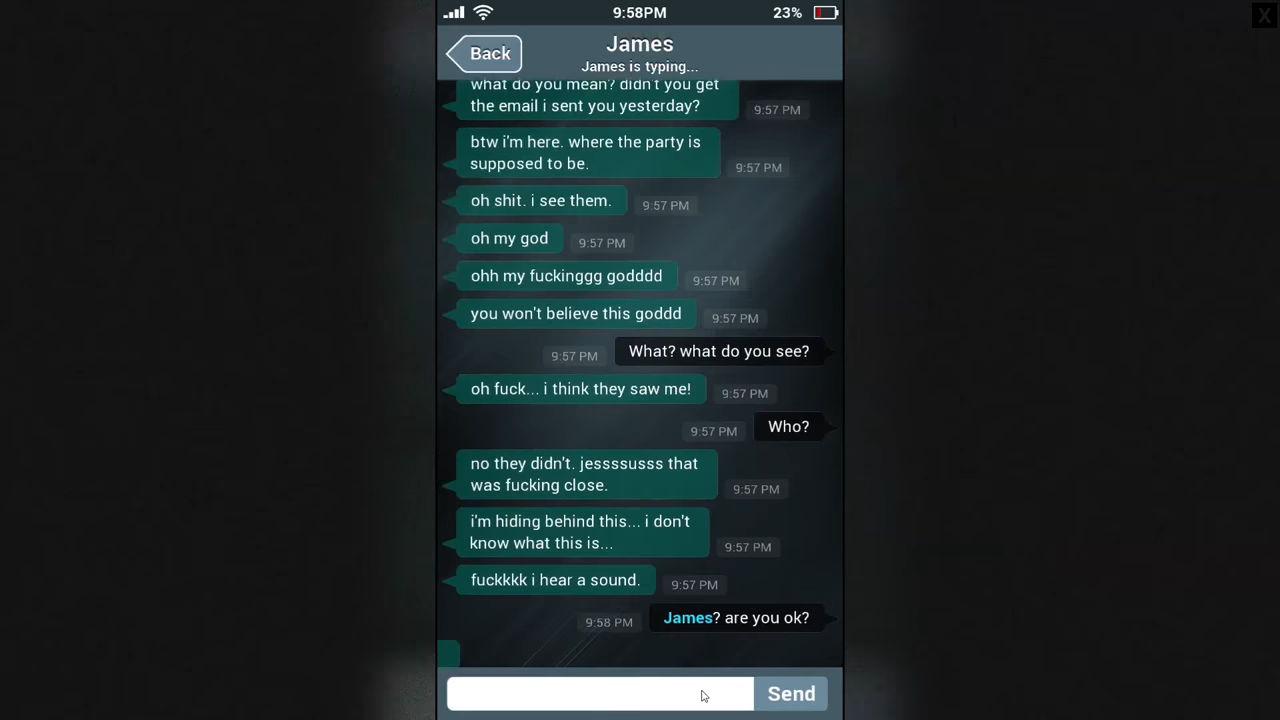 9:58PM
23%
X
Back
James
James is typing...
what do you mean? didn't you get
the email i sent you yesterday?
9:57 PM
btw i'm here. where the party is
supposed to be.
9:57 PM
oh shit. i see them.
9:57 PM
oh my god
9:57 PM
ohh my fuckinggg godddd
9:57 PM
you won't believe this goddd
9:57 PM
9:57 PM
What? what do you see?
oh fuck... i think they saw me!
9:57 PM
9:57 PM
Who?
no they didn't. jessssusss that
was fucking close.
9:57 PM
i'm hiding behind this... i don't
know what this is...
9:57 PM
fuckkkk i hear a sound.
9:57 PM
9:58 PM
James? are you ok?
Send